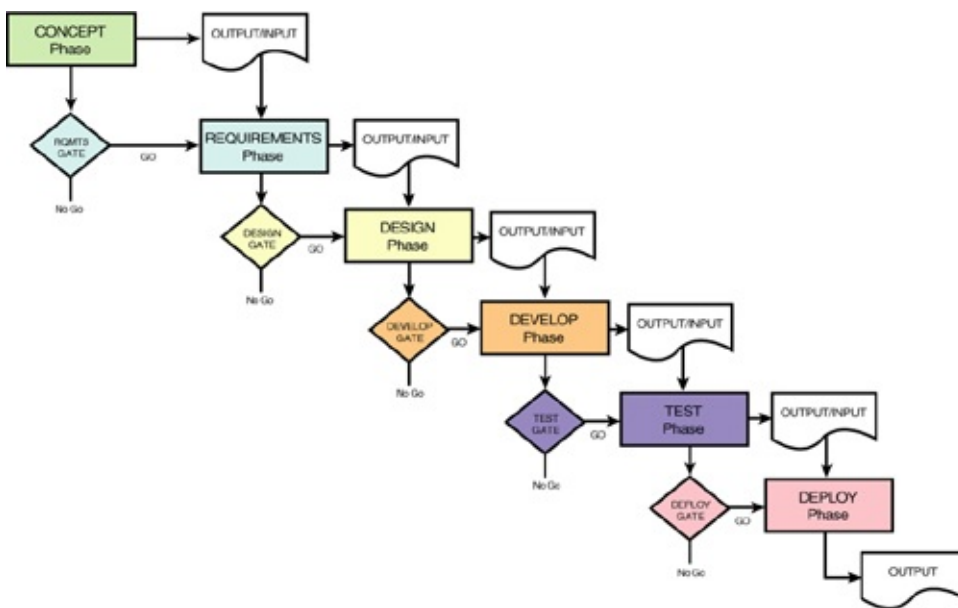 CONCEPT
Phase
OUTPUT/INPUT
RQMTS
GATE
GO
No Go
REQUIREMENTS
Phase
OUTPUT/INPUT
DESIGN
GATE
GO
No Go
DESIGN
Phase
OUTPUT/INPUT
DEVELOP
GATE
GO
No Go
DEVELOP
Phase
OUTPUT/INPUT
TEST
GATE
GO
No Go
TEST
Phase
OUTPUT/INPUT
DEPLOY
GATE
GO
No Go
DEPLOY
Phase
OUTPUT